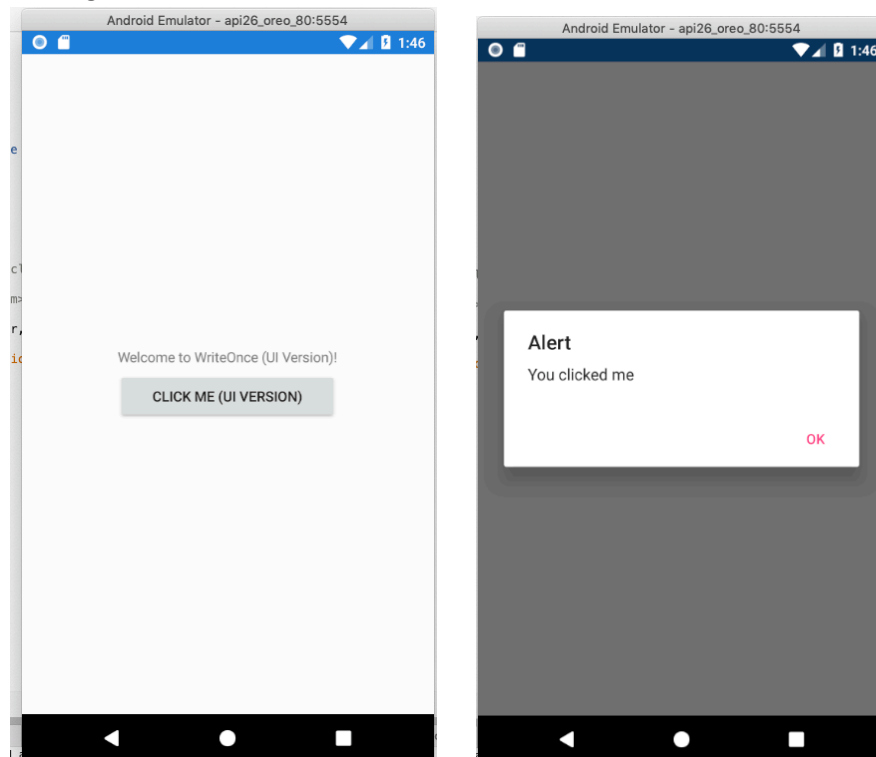 Android Emulator - api26_oreo_80:5554
1:46
Welcome to WriteOnce (UI Version)!
CLICK ME (UI VERSION)
Android Emulator - api26_oreo_80:5554
1:46
Alert
You clicked me
OK